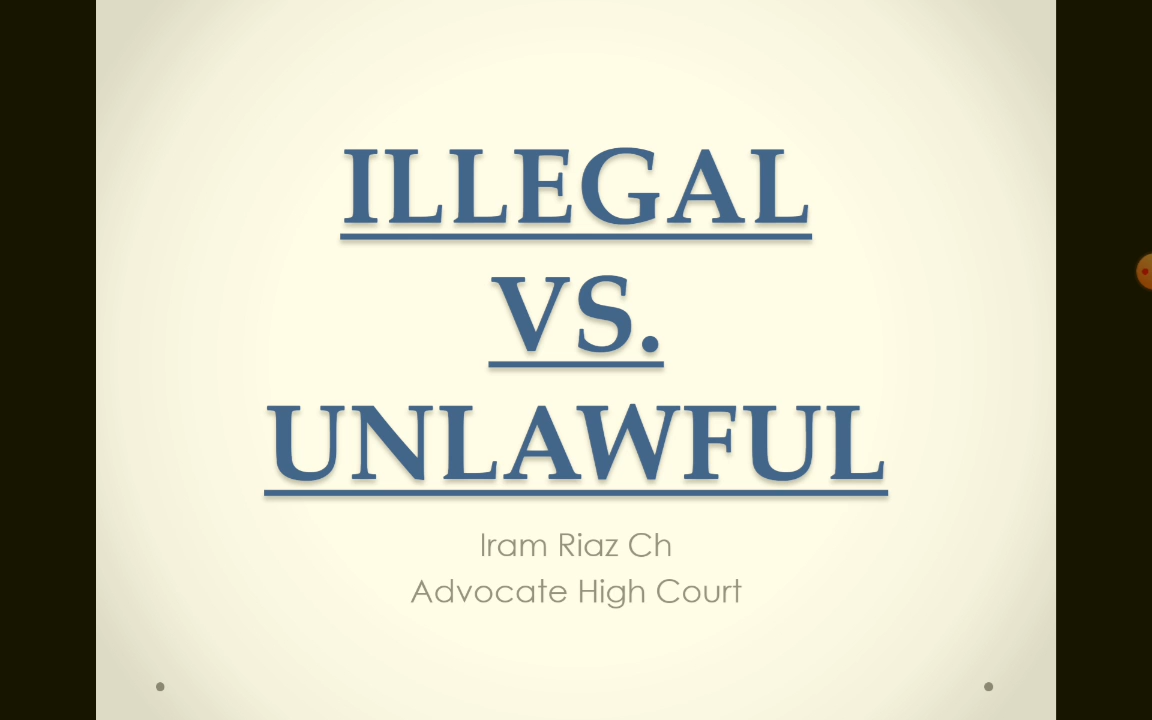 ILLEGAL
VS.
UNLAWFUL
Iram Riaz Ch
Advocate High Court